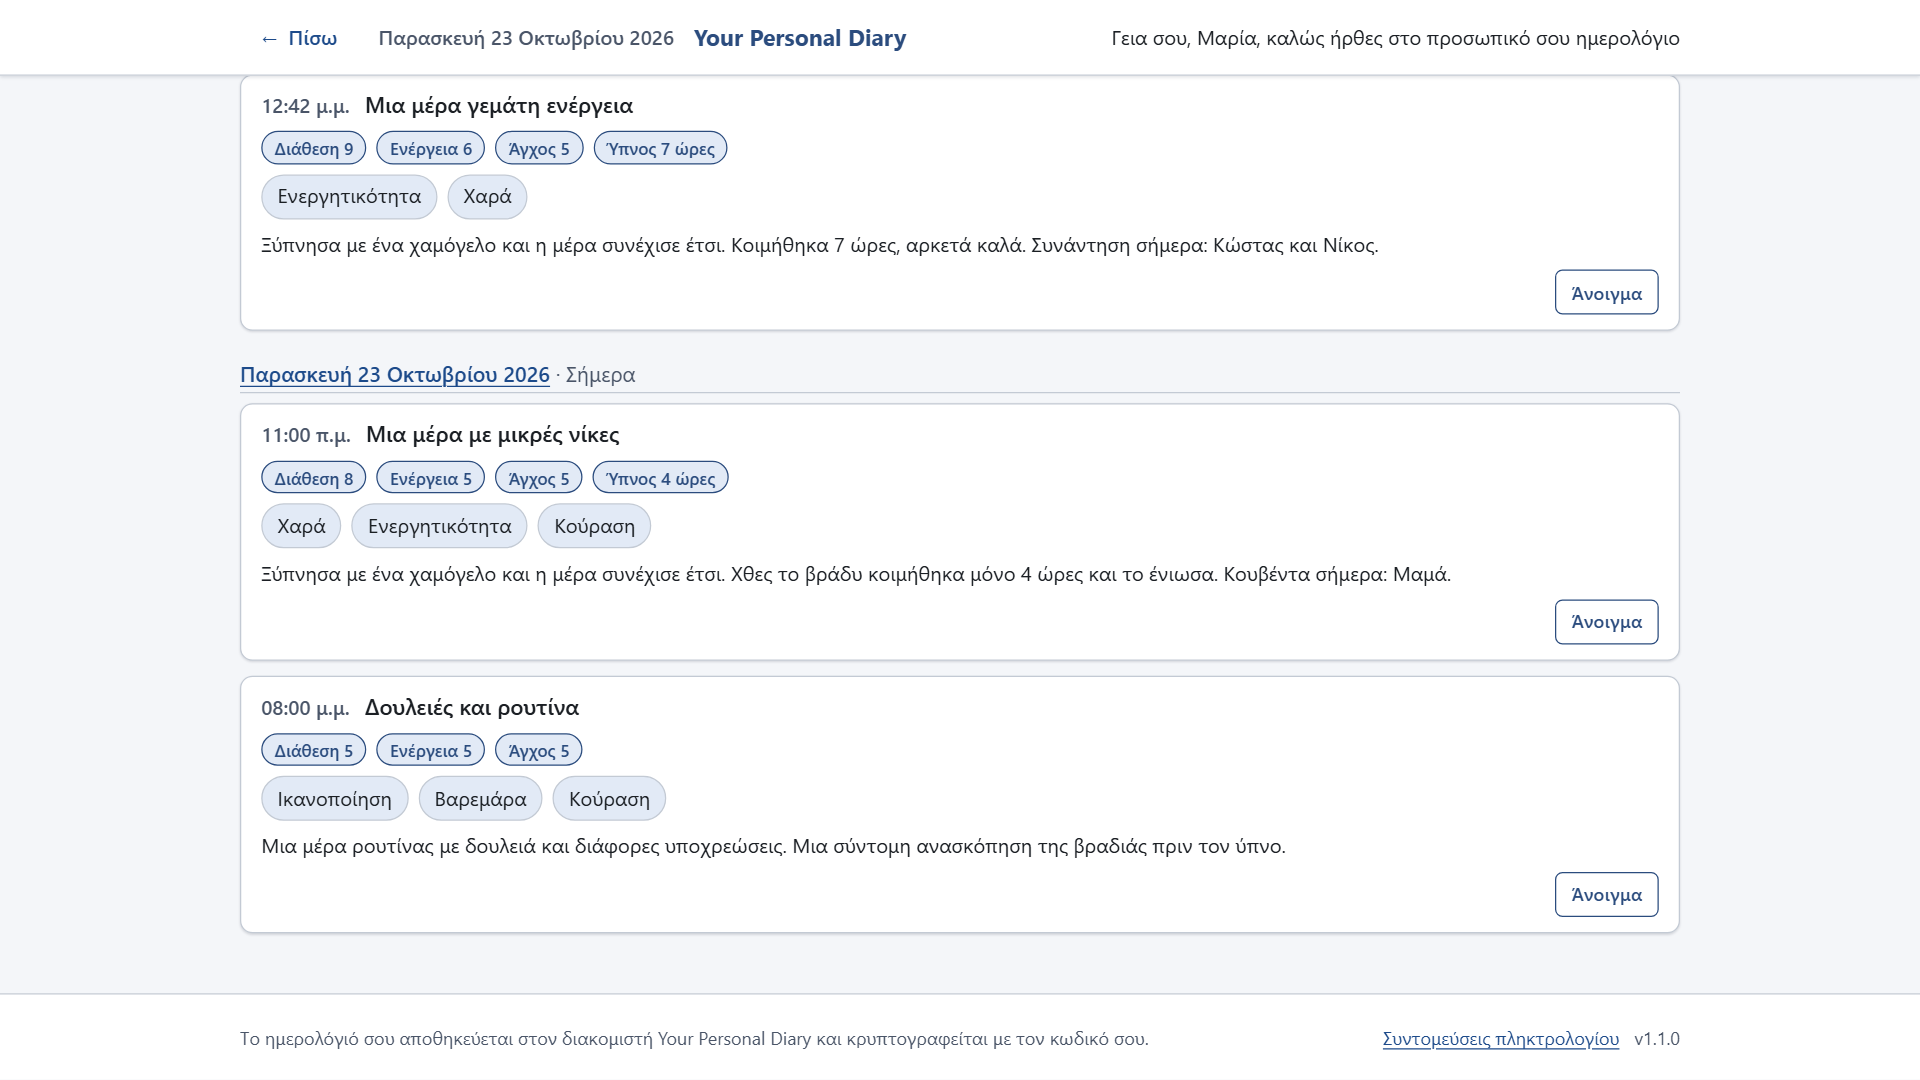 ← Πίσω Παρασκευή 23 Οκτωβρίου 2026 Your Personal Diary Γεια σου, Μαρία, καλώς ήρθες στο προσωπικό σου ημερολόγιο
12:42 μ.μ. Μια μέρα γεμάτη ενέργεια
Διάθεση 9 Ενέργεια 6 Άγχος 5 Ύπνος 7 ώρες
Ενεργητικότητα Χαρά
Ξύπνησα με ένα χαμόγελο και η μέρα συνέχισε έτσι. Κοιμήθηκα 7 ώρες, αρκετά καλά. Συνάντηση σήμερα: Κώστας και Νίκος.
Άνοιγμα
Παρασκευή 23 Οκτωβρίου 2026 · Σήμερα
11:00 π.μ. Μια μέρα με μικρές νίκες
Διάθεση 8 Ενέργεια 5 Άγχος 5 Ύπνος 4 ώρες
Χαρά Ενεργητικότητα Κούραση
Ξύπνησα με ένα χαμόγελο και η μέρα συνέχισε έτσι. Χθες το βράδυ κοιμήθηκα μόνο 4 ώρες και το ένιωσα. Κουβέντα σήμερα: Μαμά.
Άνοιγμα
08:00 μ.μ. Δουλειές και ρουτίνα
Διάθεση 5 Ενέργεια 5 Άγχος 5
Ικανοποίηση Βαρεμάρα Κούραση
Μια μέρα ρουτίνας με δουλειά και διάφορες υποχρεώσεις. Μια σύντομη ανασκόπηση της βραδιάς πριν τον ύπνο.
Άνοιγμα
Το ημερολόγιό σου αποθηκεύεται στον διακομιστή Your Personal Diary και κρυπτογραφείται με τον κωδικό σου. Συντομεύσεις πληκτρολογίου v1.1.0